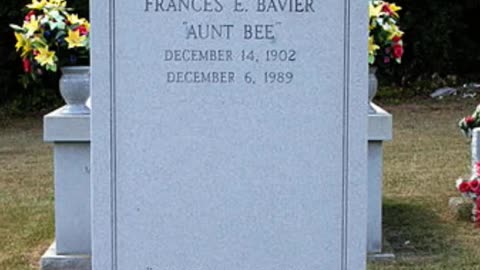 FRANCES E. BAVIER
"AUNT BEE"
DECEMBER 14, 1902
DECEMBER 6, 1989